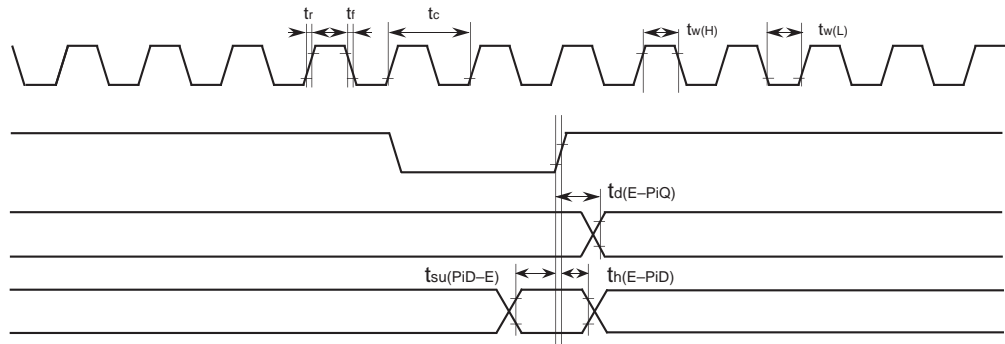 tr tf tc tw(H) tw(L)
td(E–PiQ)
tsu(PiD–E) th(E–PiD)